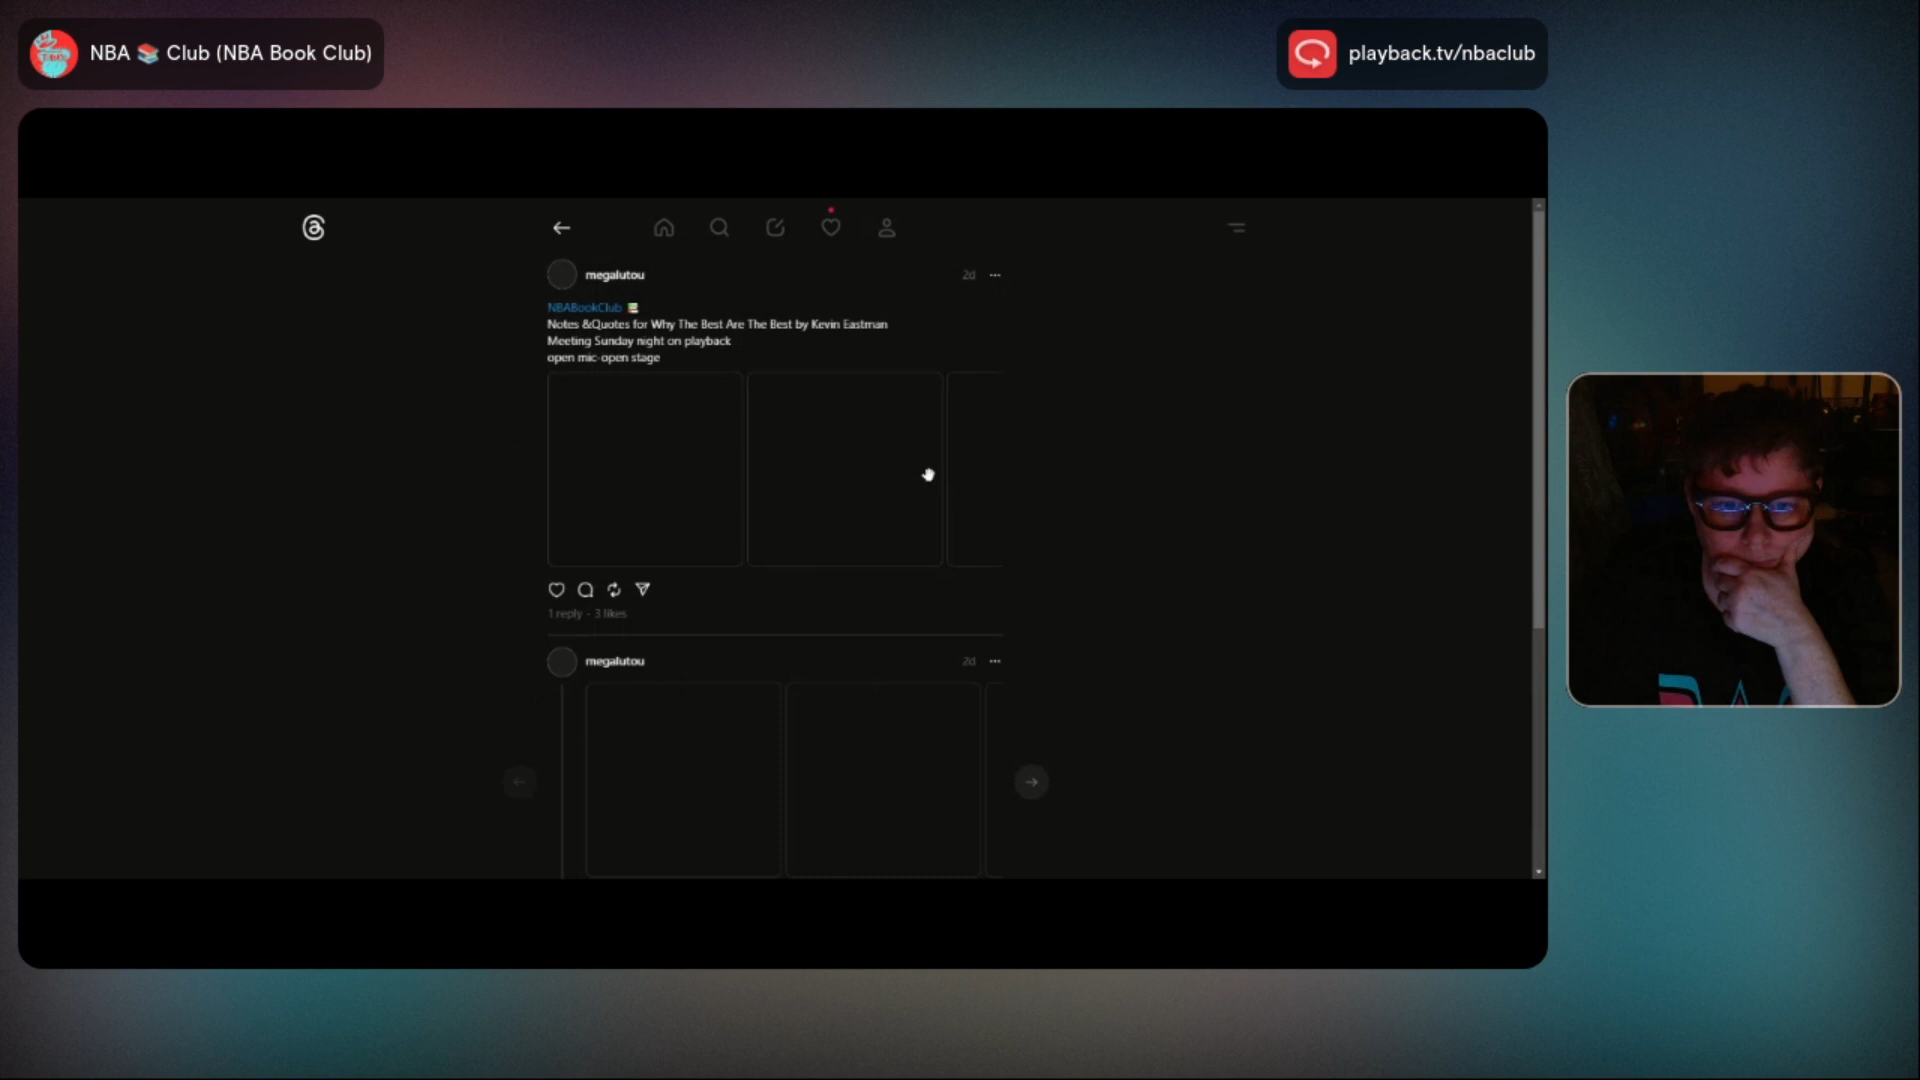 NBA 📚 Club (NBA Book Club)
playback.tv/nbaclub
megalutou
2d
NBABookClub 📚
Notes &Quotes for Why The Best Are The Best by Kevin Eastman
Meeting Sunday night on playback
open mic-open stage
1 reply - 3 likes
megalutou
2d